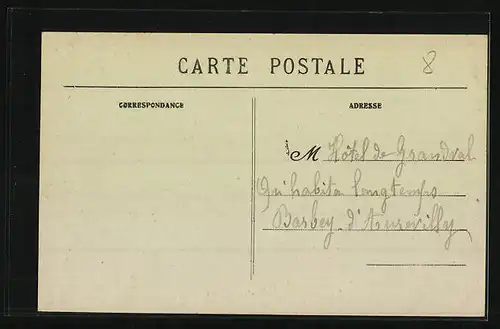 CARTE POSTALE
8
CORRESPONDANCE
ADRESSE
M Hôtel de Grandval
Qu'habita longtemps
Barbey d'Aurevilly